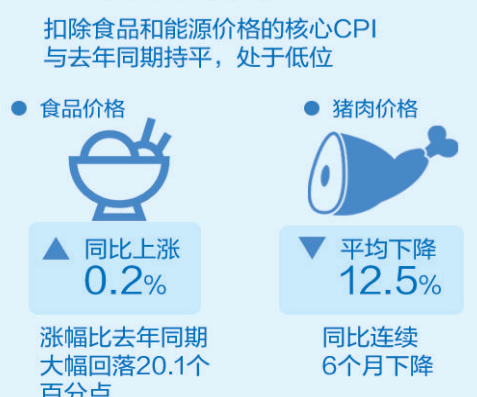 扣除食品和能源价格的核心CPI
与去年同期持平，处于低位
食品价格
猪肉价格
同比上涨
0.2%
平均下降
12.5%
涨幅比去年同期
大幅回落20.1个
百分点
同比连续
6个月下降